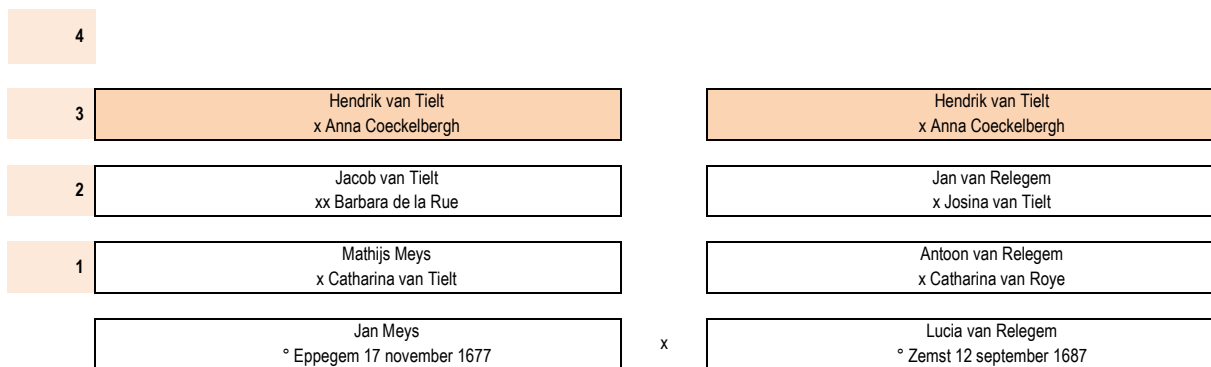 4
3
Hendrik van Tielt
x Anna Coeckelbergh
Hendrik van Tielt
x Anna Coeckelbergh
2
Jacob van Tielt
xx Barbara de la Rue
Jan van Relegem
x Josina van Tielt
1
Mathijs Meys
x Catharina van Tielt
Antoon van Relegem
x Catharina van Roye
Jan Meys
° Eppegem 17 november 1677
x
Lucia van Relegem
° Zemst 12 september 1687